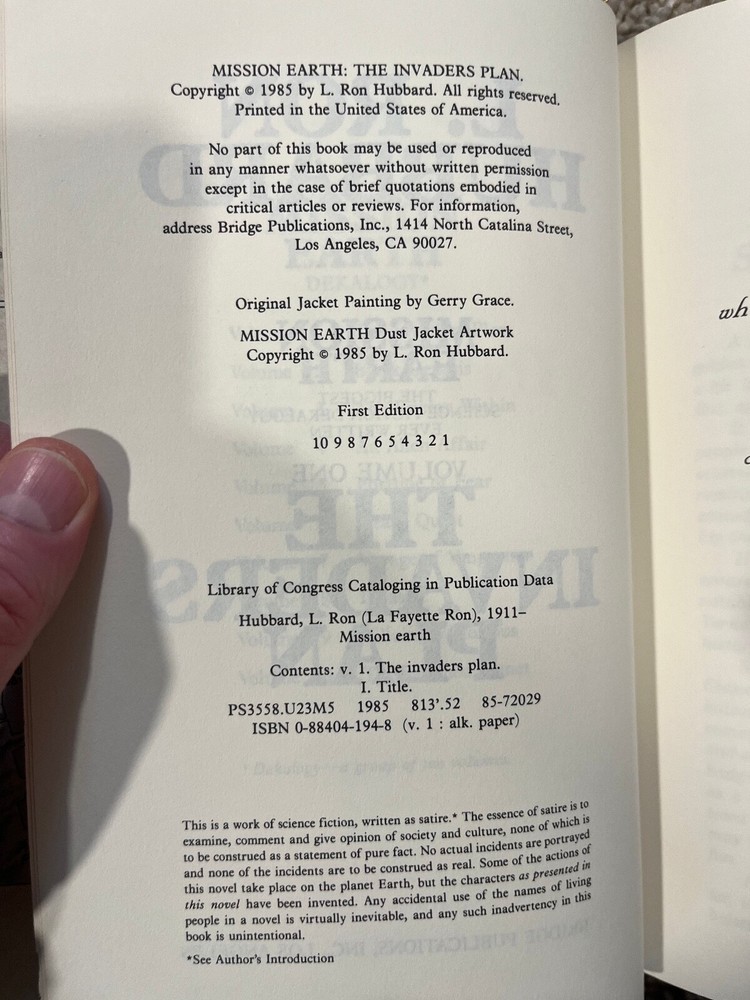 MISSION EARTH: THE INVADERS PLAN.
Copyright © 1985 by L. Ron Hubbard. All rights reserved.
Printed in the United States of America.
No part of this book may be used or reproduced
in any manner whatsoever without written permission
except in the case of brief quotations embodied in
critical articles or reviews. For information,
address Bridge Publications, Inc., 1414 North Catalina Street,
Los Angeles, CA 90027.
Original Jacket Painting by Gerry Grace.
MISSION EARTH Dust Jacket Artwork
Copyright © 1985 by L. Ron Hubbard.
First Edition
10 9 8 7 6 5 4 3 2 1
Library of Congress Cataloging in Publication Data
Hubbard, L. Ron (La Fayette Ron), 1911–
Mission earth
Contents: v. 1. The invaders plan.
I. Title.
PS3558.U23M5 1985 813'.52 85-72029
ISBN 0-88404-194-8 (v. 1 : alk. paper)
This is a work of science fiction, written as satire.* The essence of satire is to
examine, comment and give opinion of society and culture, none of which is
to be construed as a statement of pure fact. No actual incidents are portrayed
and none of the incidents are to be construed as real. Some of the actions of
this novel take place on the planet Earth, but the characters as presented in
this novel have been invented. Any accidental use of the names of living
people in a novel is virtually inevitable, and any such inadvertency in this
book is unintentional.
*See Author's Introduction